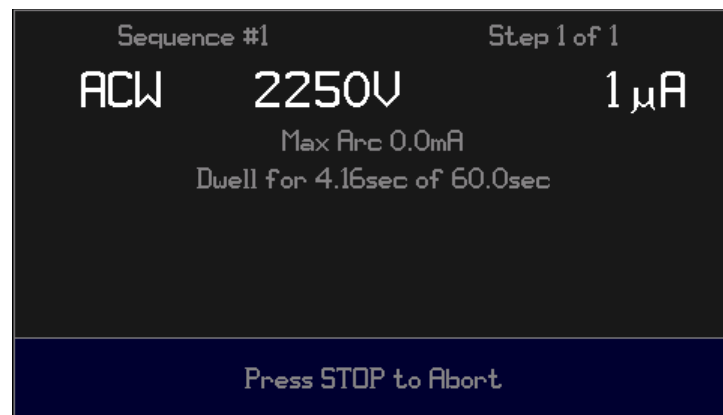 Sequence #1 Step 1 of 1
ACW 2250V 1µA
Max Arc 0.0mA
Dwell for 4.16sec of 60.0sec
Press STOP to Abort